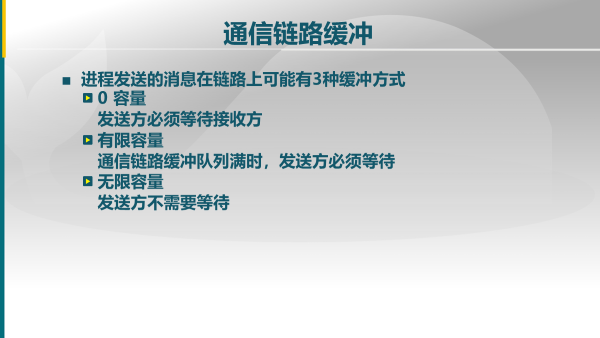 通信链路缓冲
进程发送的消息在链路上可能有3种缓冲方式
0 容量
发送方必须等待接收方
有限容量
通信链路缓冲队列满时，发送方必须等待
无限容量
发送方不需要等待